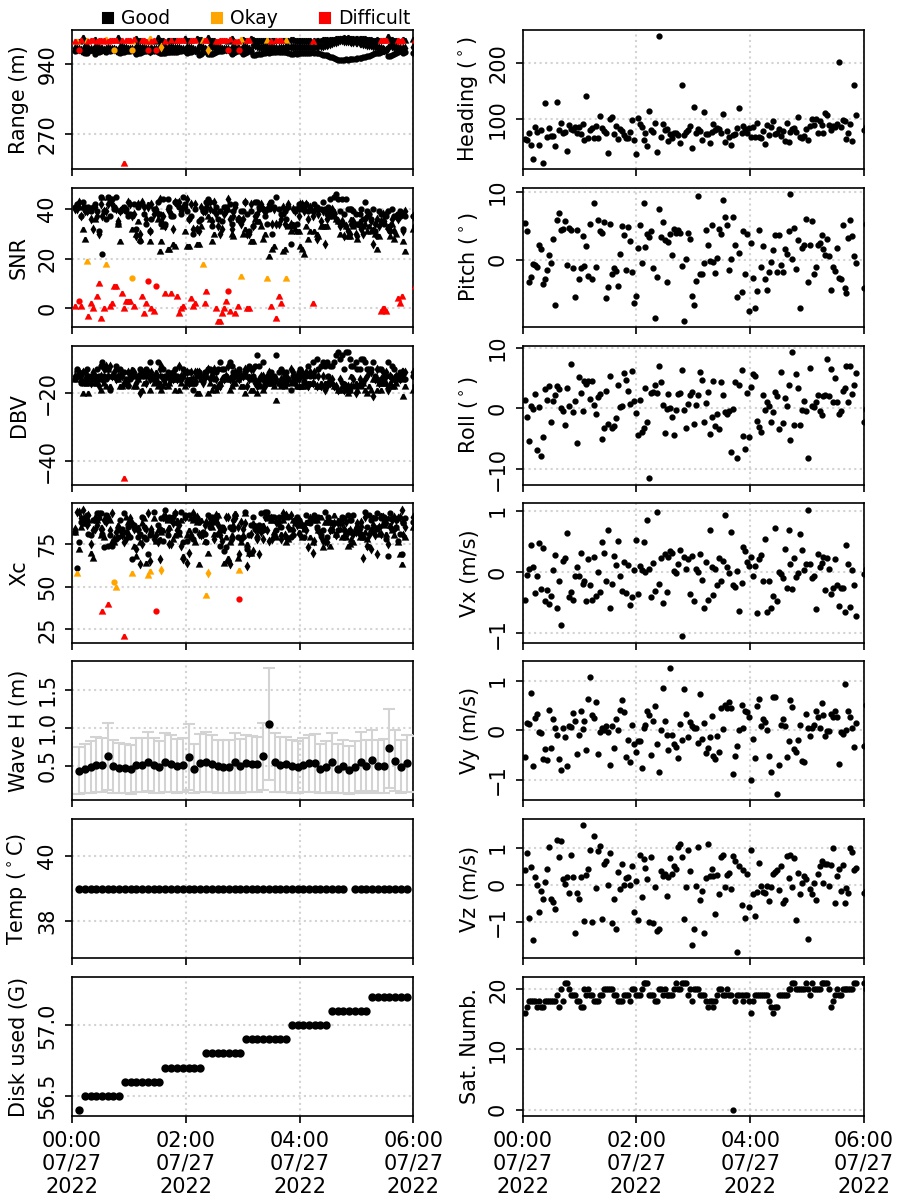 Good Okay Difficult
Range (m)
940
270
Heading (°)
200
100
SNR
40
20
0
Pitch (°)
10
0
DBV
−20
−40
Roll (°)
10
0
−10
Xc
75
50
25
Vx (m/s)
1
0
−1
Wave H (m)
1.5
1.0
0.5
Vy (m/s)
1
0
−1
Temp (°C)
40
38
Vz (m/s)
1
0
−1
Disk used (G)
57.0
56.5
Sat. Numb.
20
10
0
00:00 02:00 04:00 06:00 00:00 02:00 04:00 06:00
07/27 07/27 07/27 07/27 07/27 07/27 07/27 07/27
2022 2022 2022 2022 2022 2022 2022 2022